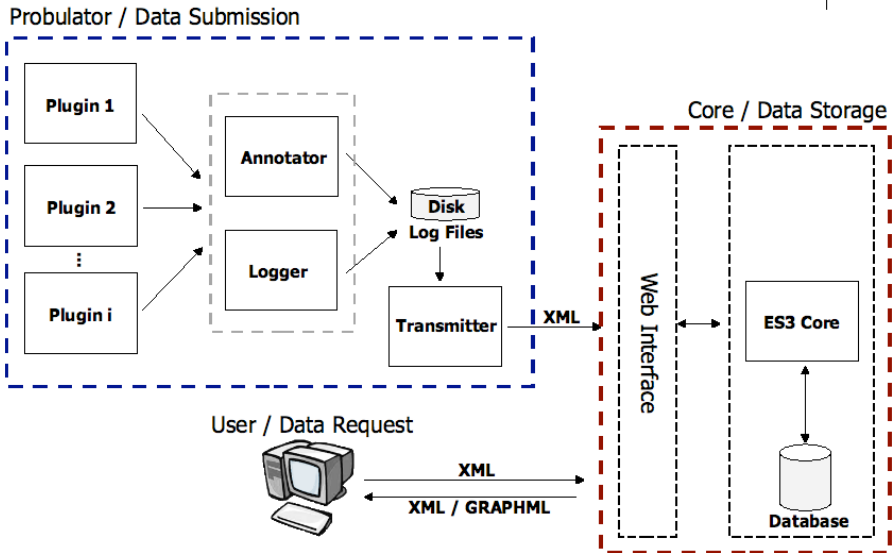 Probulator / Data Submission
Plugin 1
Plugin 2
Plugin i
Annotator
Logger
Disk
Log Files
Transmitter
XML
Core / Data Storage
Web Interface
ES3 Core
Database
User / Data Request
XML
XML / GRAPHML